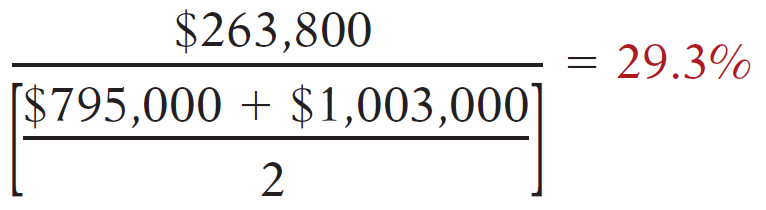 $263,800
= 29.3%
[$795,000 + $1,003,000]
2